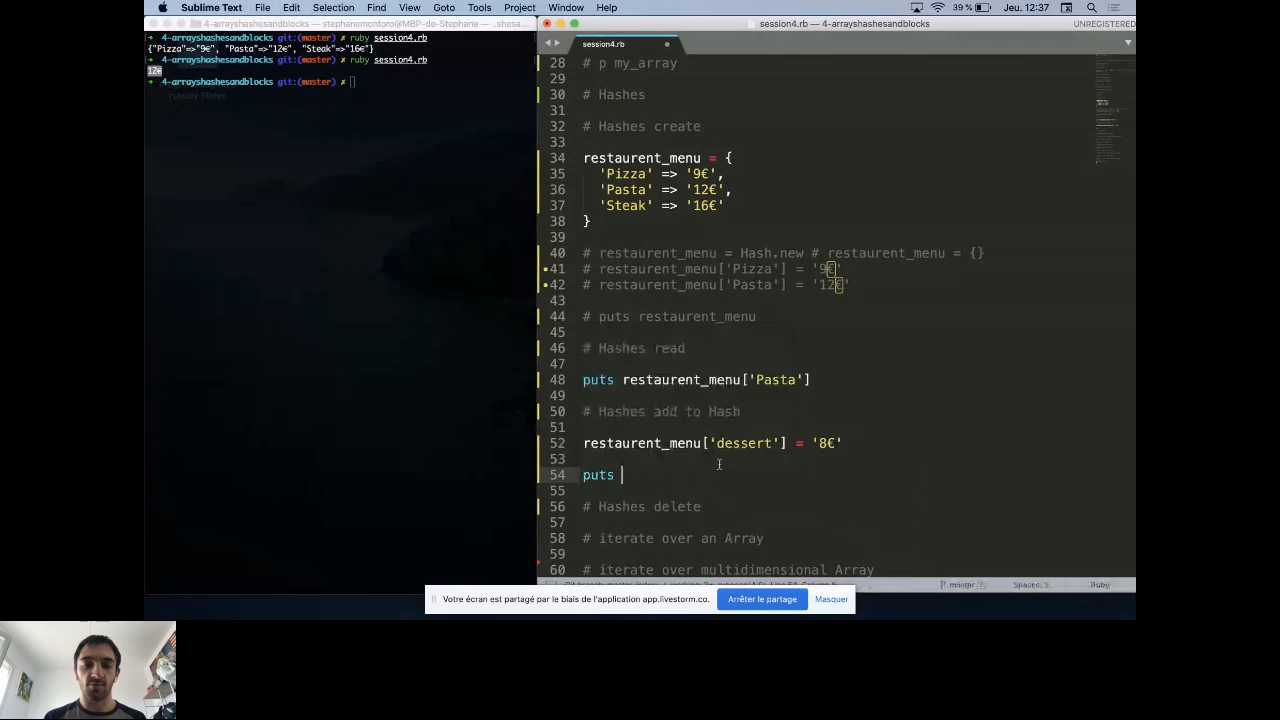 Sublime Text File Edit Selection Find View Goto Tools Project 39 % Jeu. 12:37
4-arrayshashesandblocks — stephanemontoro@MBP-de-Stephane
session4.rb — 4-arrayshashesandblocks UNREGISTERED
➜ 4-arrayshashesandblocks git:(master) ✗ ruby session4.rb
{"Pizza"=>"9€", "Pasta"=>"12€", "Steak"=>"16€"}
➜ 4-arrayshashesandblocks git:(master) ✗ ruby session4.rb
12€
➜ 4-arrayshashesandblocks git:(master) ✗
rybody Slides
session4.rb
28 # p my_array
29
30 # Hashes
31
32 # Hashes create
33
34 restaurent_menu = {
35 'Pizza' => '9€',
36 'Pasta' => '12€',
37 'Steak' => '16€'
38 }
39
40 # restaurent_menu = Hash.new # restaurent_menu = {}
41 # restaurent_menu['Pizza'] = '9€'
42 # restaurent_menu['Pasta'] = '12€'
43
44 # puts restaurent_menu
45
46 # Hashes read
47
48 puts restaurent_menu['Pasta']
49
50 # Hashes add to Hash
51
52 restaurent_menu['dessert'] = '8€'
53
54 puts
55
56 # Hashes delete
57
58 # iterate over an Array
59
60 # iterate over multidimensional Array
master Spaces: 2 Ruby
Votre écran est partagé par le biais de l'application app.livestorm.co. Arrêter le partage Masquer